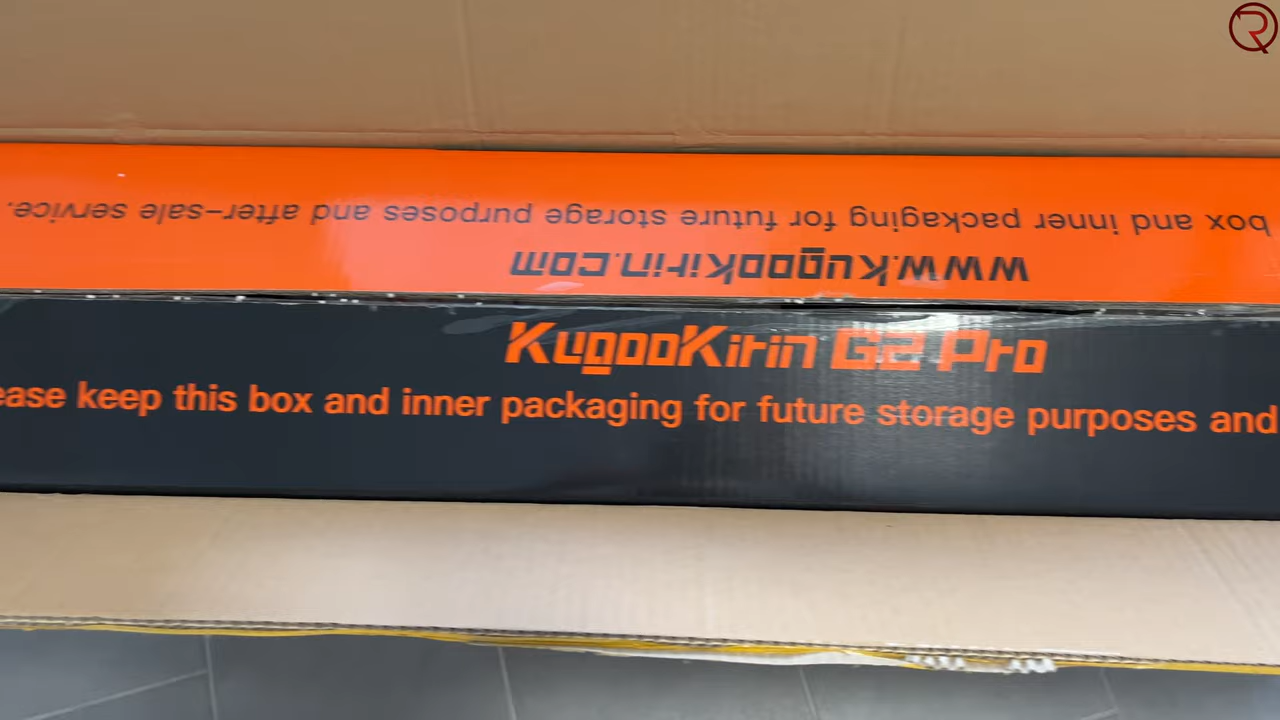 box and inner packaging for future storage purposes and after-sale service.
www.kugookirin.com
KugooKirin G2 Pro
ease keep this box and inner packaging for future storage purposes and